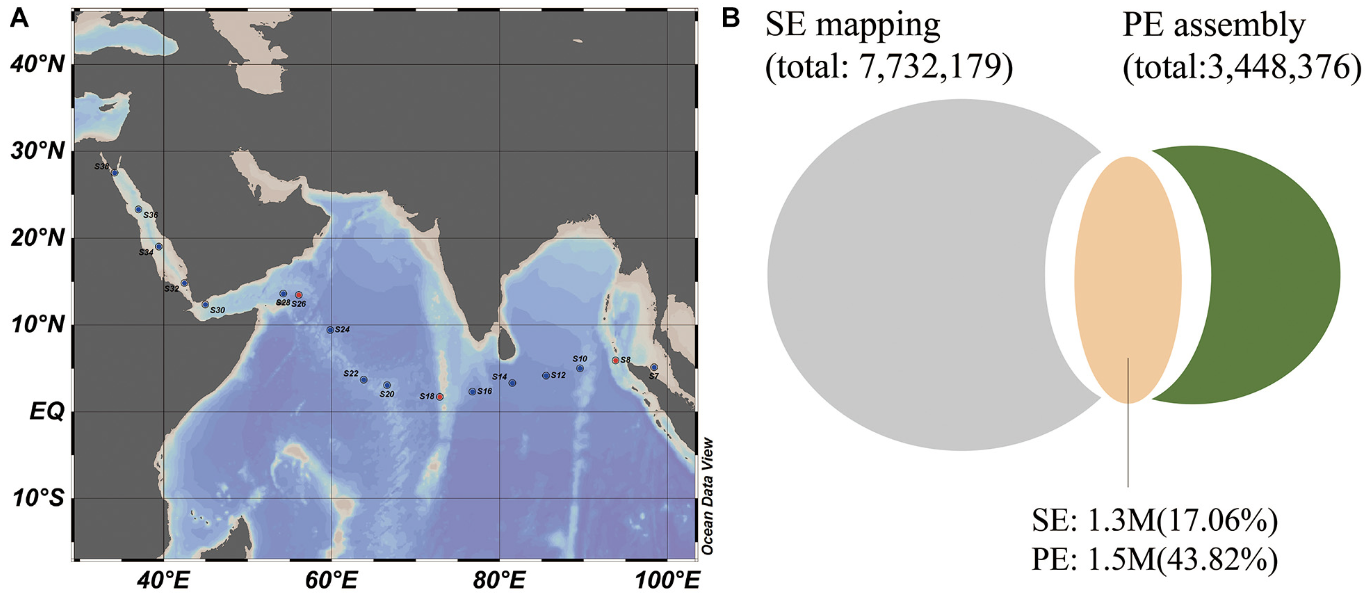 A
40°N
30°N
20°N
10°N
EQ
10°S
40°E
60°E
80°E
100°E
S38
S36
S34
S32
S30
S28
S26
S24
S22
S20
S18
S16
S14
S12
S10
S8
S7
Ocean Data View
B
SE mapping
(total: 7,732,179)
PE assembly
(total:3,448,376)
SE: 1.3M(17.06%)
PE: 1.5M(43.82%)